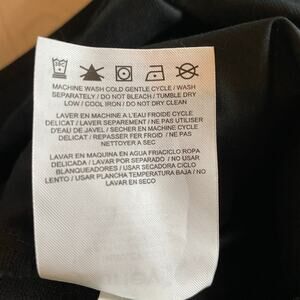 MACHINE WASH COLD GENTLE CYCLE / WASH
SEPARATELY / DO NOT BLEACH / TUMBLE DRY
LOW / COOL IRON / DO NOT DRY CLEAN
LAVER EN MACHINE A L'EAU FROIDE CYCLE
DELICAT / LAVER SEPAREMENT / NE PAS UTILISER
D'EAU DE JAVEL / SECHER EN MACHINE CYCLE
DELICAT / REPASSER FER FROID / NE PAS
NETTOYER A SEC
LAVAR EN MAQUINA EN AGUA FRIACICLO ROPA
DELICADA / LAVAR POR SEPARADO / NO USAR
BLANQUEADORES / USAR SECADORA CICLO
LENTO / USAR PLANCHA TEMPERATURA BAJA / NO
LAVAR EN SECO